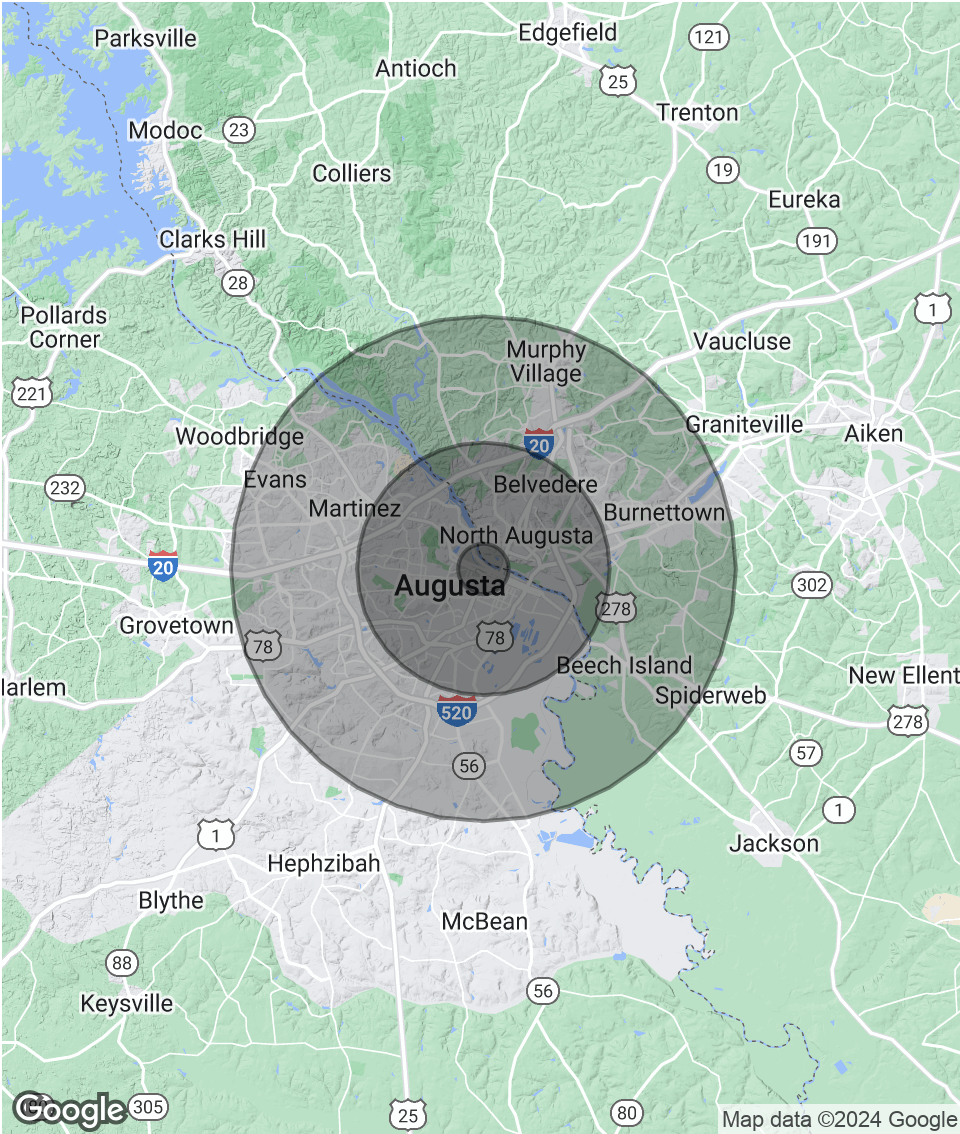 Parksville
Edgefield
121
Antioch
25
Trenton
Modoc
23
19
Colliers
Eureka
Clarks Hill
191
28
Pollards
Corner
1
Murphy
Village
Vaucluse
221
Graniteville
Aiken
Woodbridge
20
Evans
Belvedere
232
Martinez
Burnettown
North Augusta
20
Augusta
302
278
Grovetown
78
78
Beech Island
New Ellent
Harlem
Spiderweb
520
278
56
57
1
1
Jackson
Hephzibah
Blythe
McBean
88
56
Keysville
Google
305
25
80
Map data ©2024 Google